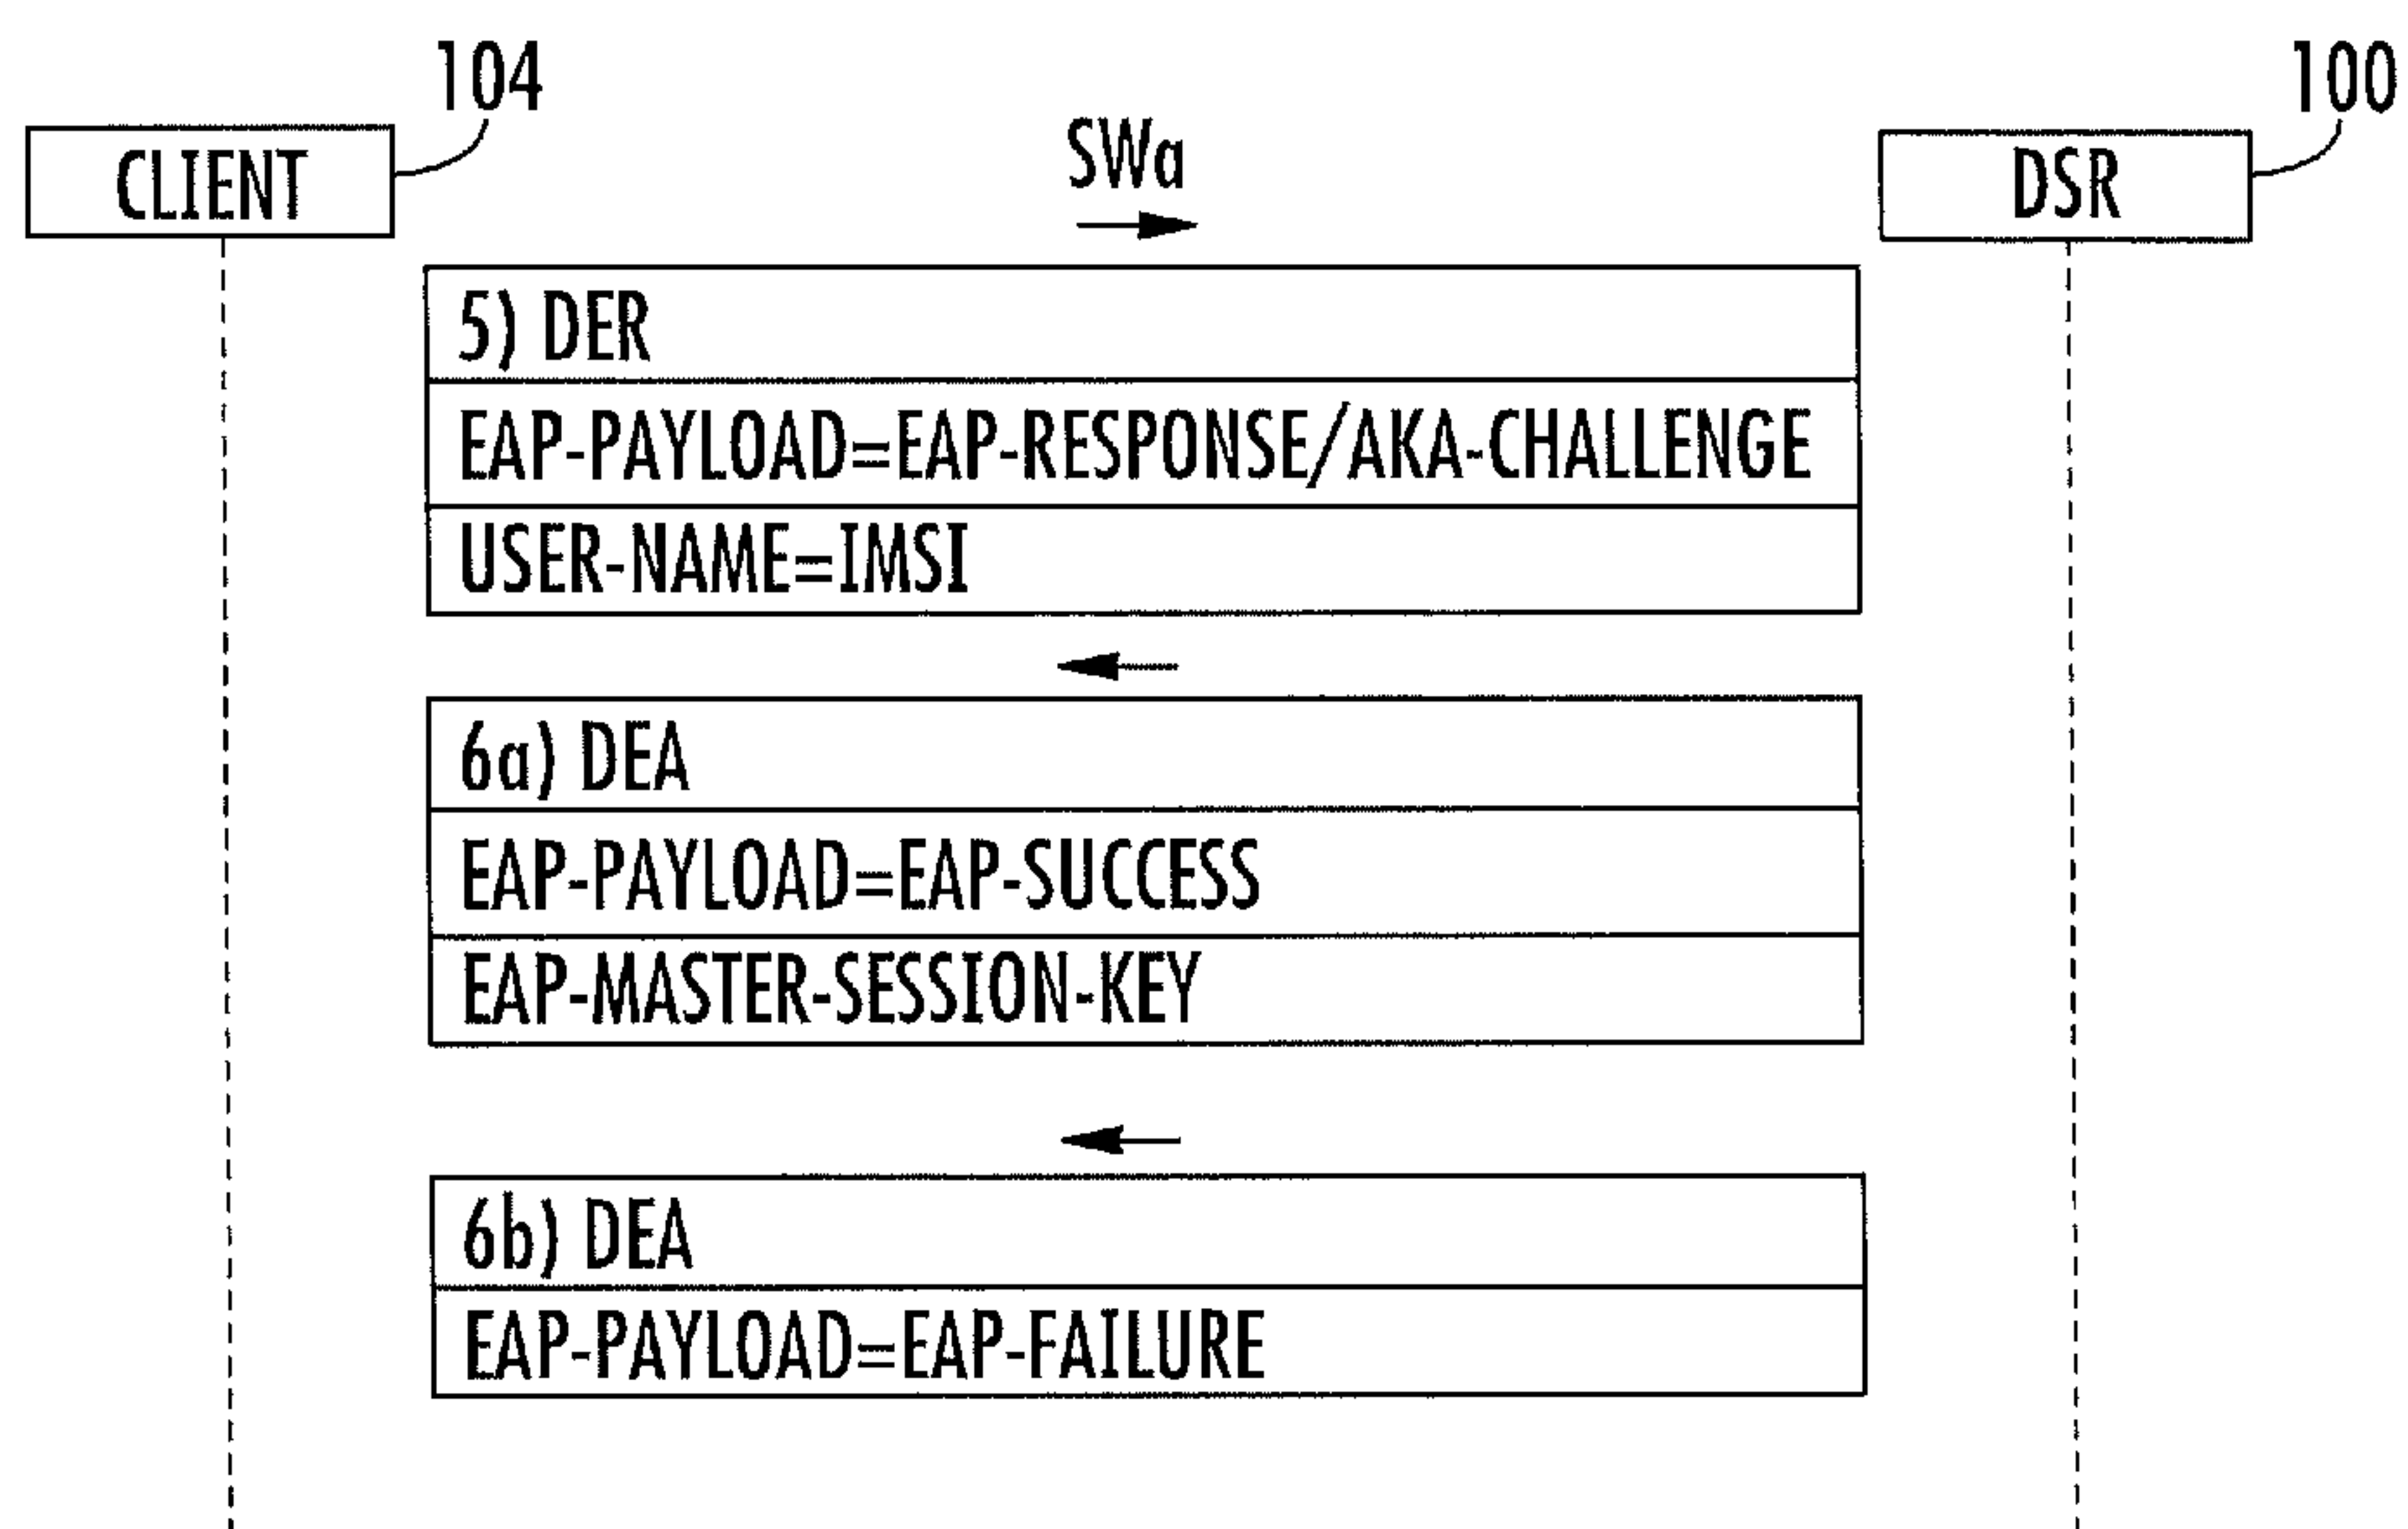 104
100
CLIENT
SWa
DSR
5) DER
EAP-PAYLOAD=EAP-RESPONSE/AKA-CHALLENGE
USER-NAME=IMSI
6a) DEA
EAP-PAYLOAD=EAP-SUCCESS
EAP-MASTER-SESSION-KEY
6b) DEA
EAP-PAYLOAD=EAP-FAILURE